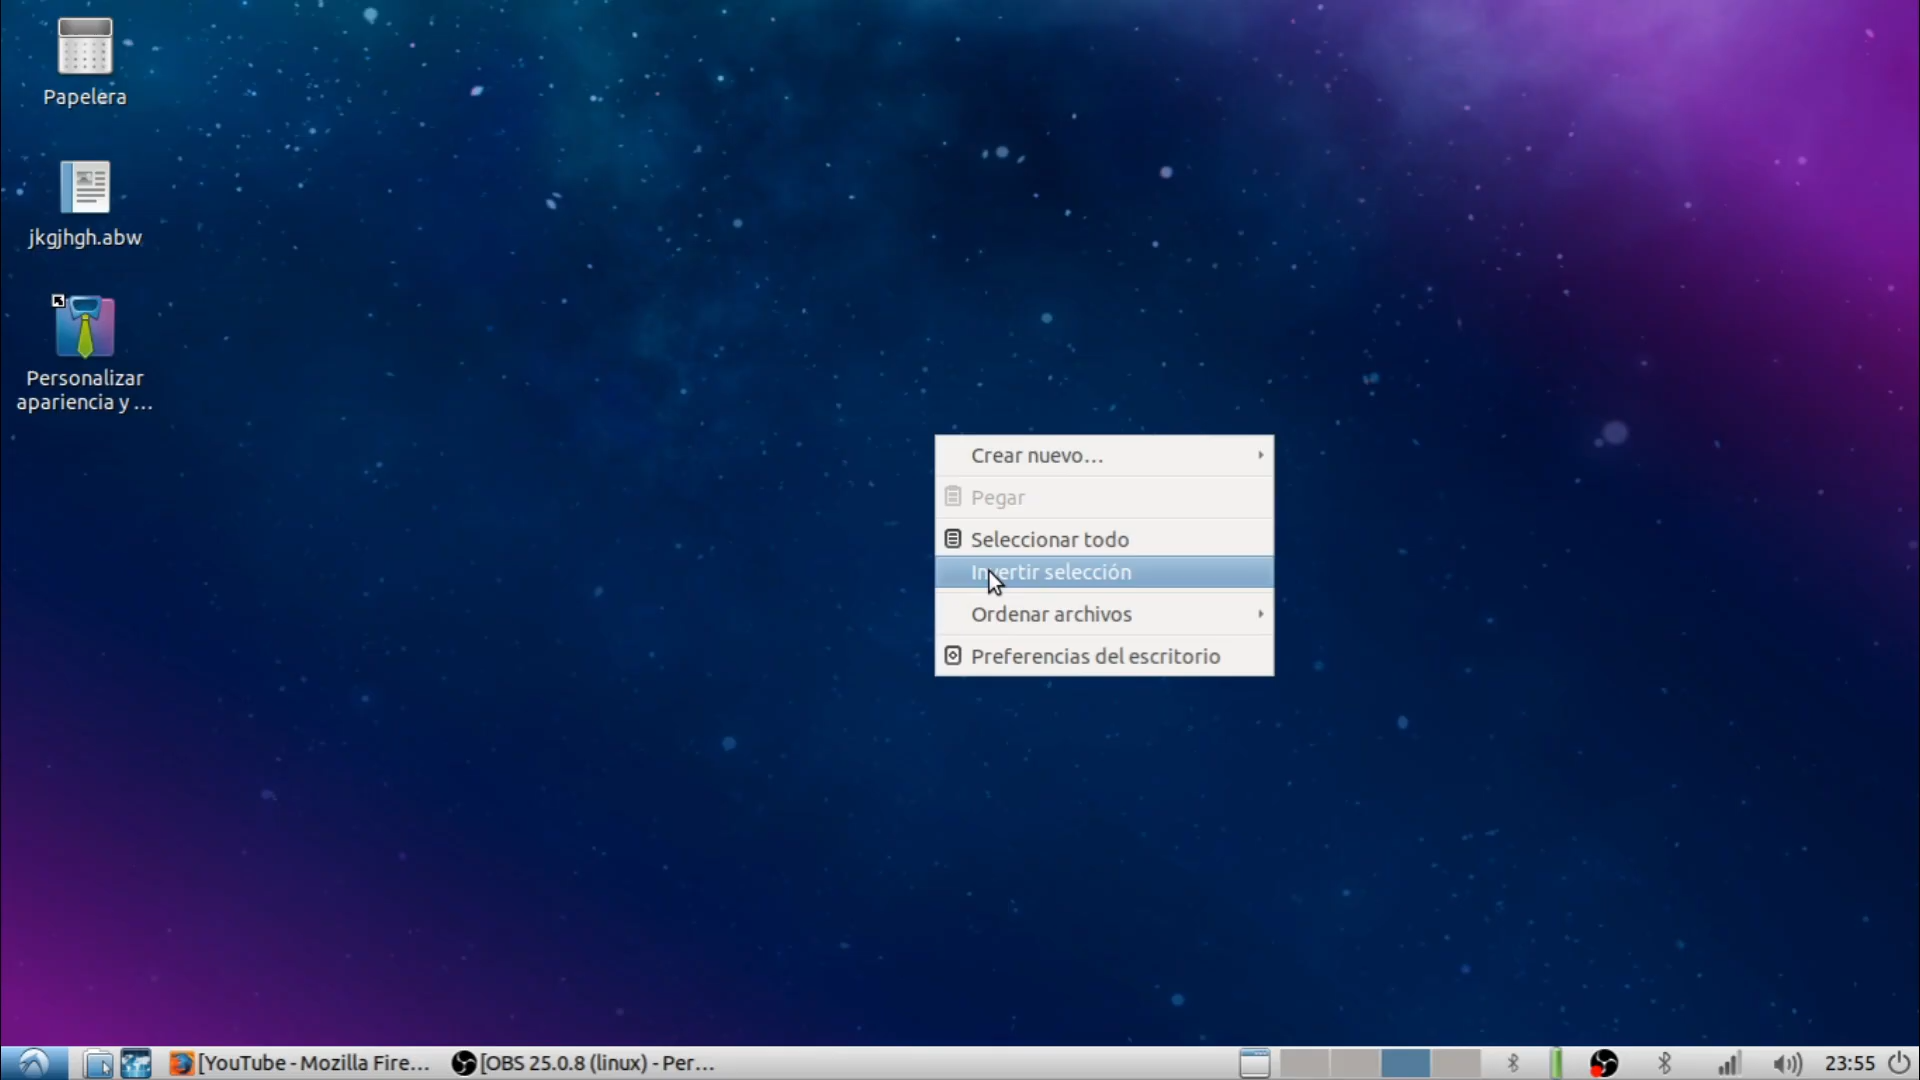 Papelera
jkgjhgh.abw
Personalizar
apariencia y ...
Crear nuevo...
Pegar
Seleccionar todo
Invertir selección
Ordenar archivos
Preferencias del escritorio
[YouTube - Mozilla Fire...
[OBS 25.0.8 (linux) - Per...
23:55